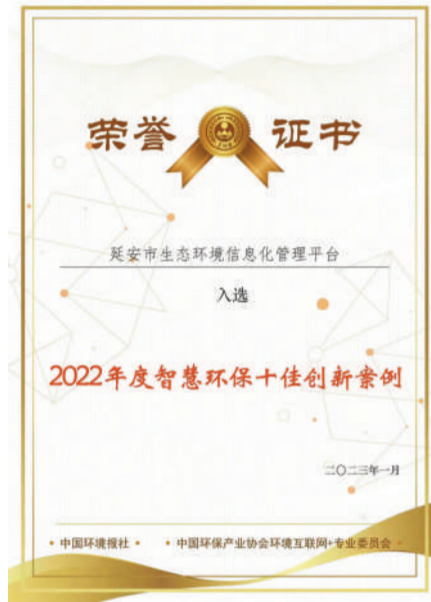 荣誉证书
延安市生态环境信息化管理平台
入选
2022年度智慧环保十佳创新案例
二〇二三年一月
• 中国环境报社 • • 中国环保产业协会环境互联网+专业委员会 •